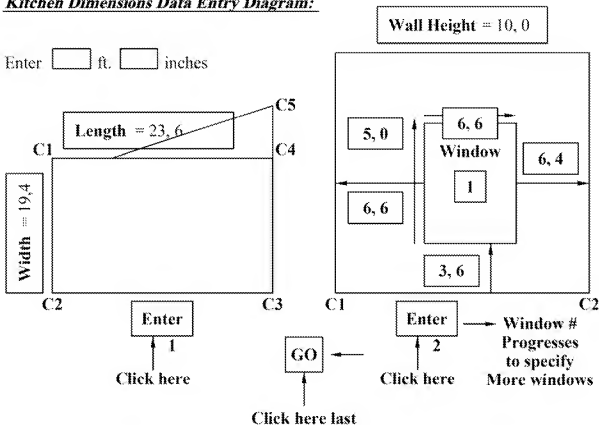 Kitchen Dimensions Data Entry Diagram:
Wall Height = 10, 0
Enter ft. inches
Length = 23, 6
C5
C1
C4
Width = 19,4
C2
C3
Enter
1
Click here
5, 0
6, 6
Window
1
6, 4
6, 6
3, 6
C1
C2
Enter
2
Click here
Window #
Progresses
to specify
More windows
GO
Click here last